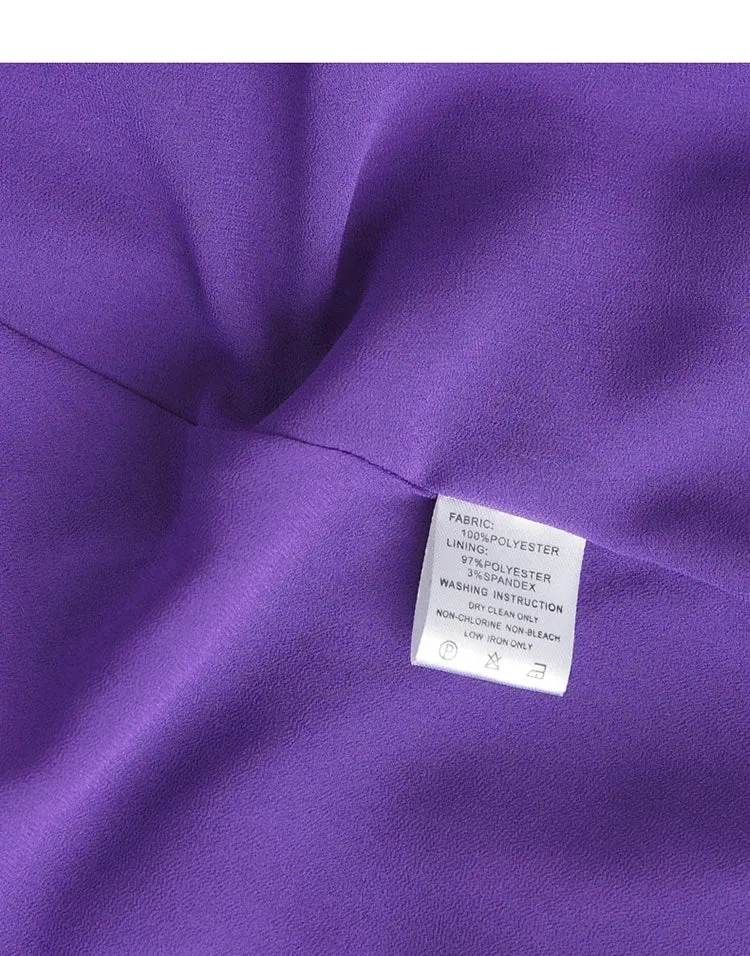 FABRIC:
100%POLYESTER
LINING:
97%POLYESTER
3%SPANDEX
WASHING INSTRUCTION
DRY CLEAN ONLY
NON-CHLORINE NON-BLEACH
LOW IRON ONLY
P